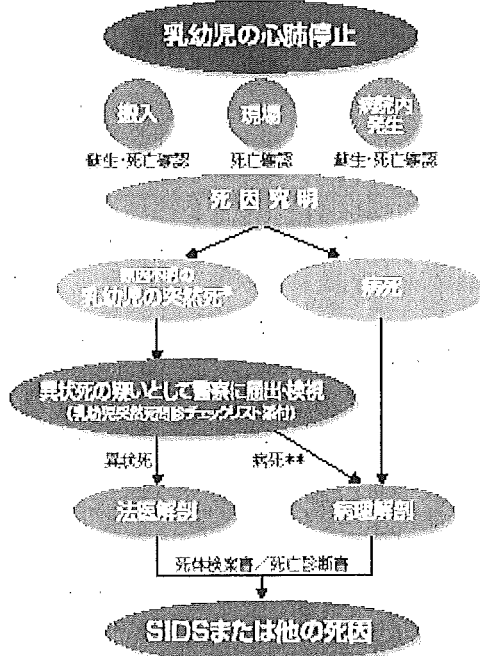 乳幼児の心肺停止
搬入
現場
病院内
発生
蘇生・死亡確認
死亡確認
蘇生・死亡確認
死因究明
原因不明の
乳幼児の突然死*
病死
異状死の疑いとして警察に届出・検視
(乳幼児突然死問診チェックリスト添付)
異状死
病死**
法医解剖
病理解剖
死体検案書/死亡診断書
SIDSまたは他の死因